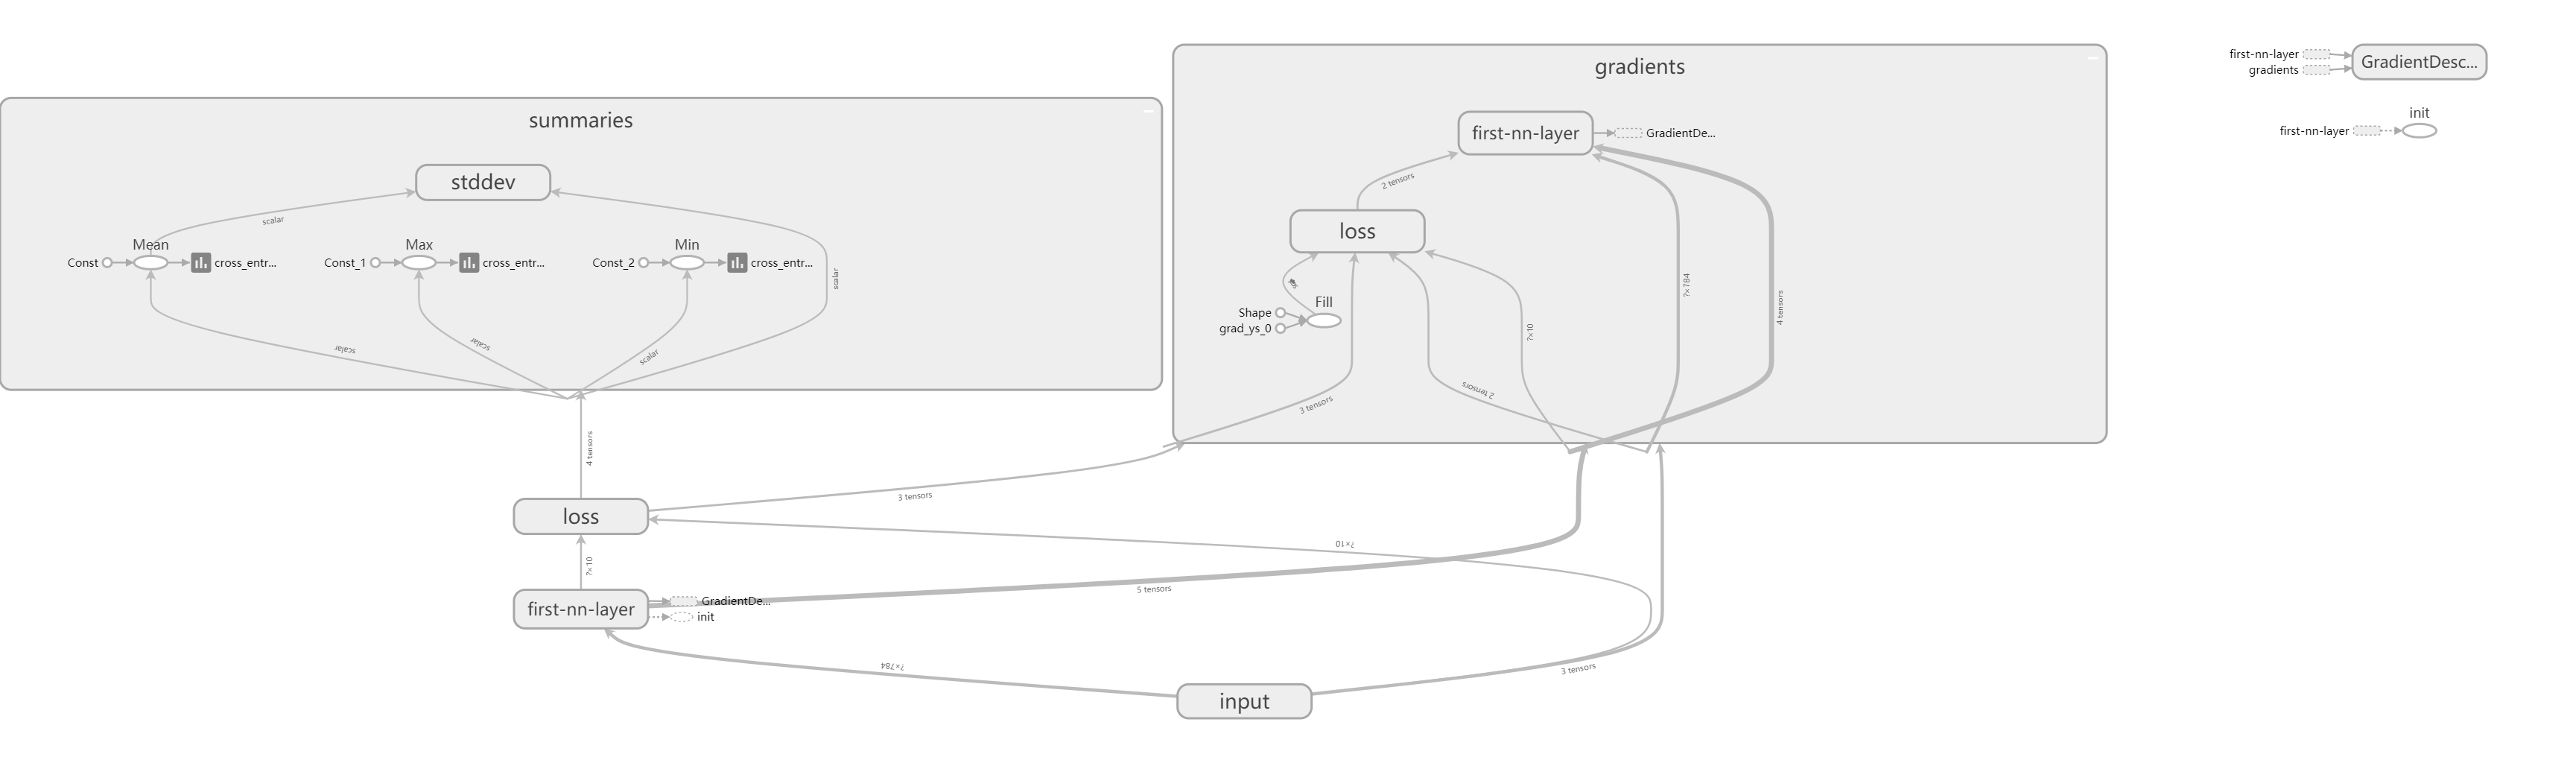 summaries
stddev
scalar
Mean
Const
cross_entr...
Max
Const_1
cross_entr...
Min
Const_2
cross_entr...
scalar
scalar
scalar
scalar
4 tensors
loss
3 tensors
?×10
?×10
first-nn-layer
GradientDe...
init
5 tensors
?×784
input
3 tensors
gradients
first-nn-layer
GradientDe...
2 tensors
loss
Fill
Shape
grad_ys_0
3 tensors
2 tensors
?×10
?×784
4 tensors
first-nn-layer
gradients
GradientDesc...
init
first-nn-layer